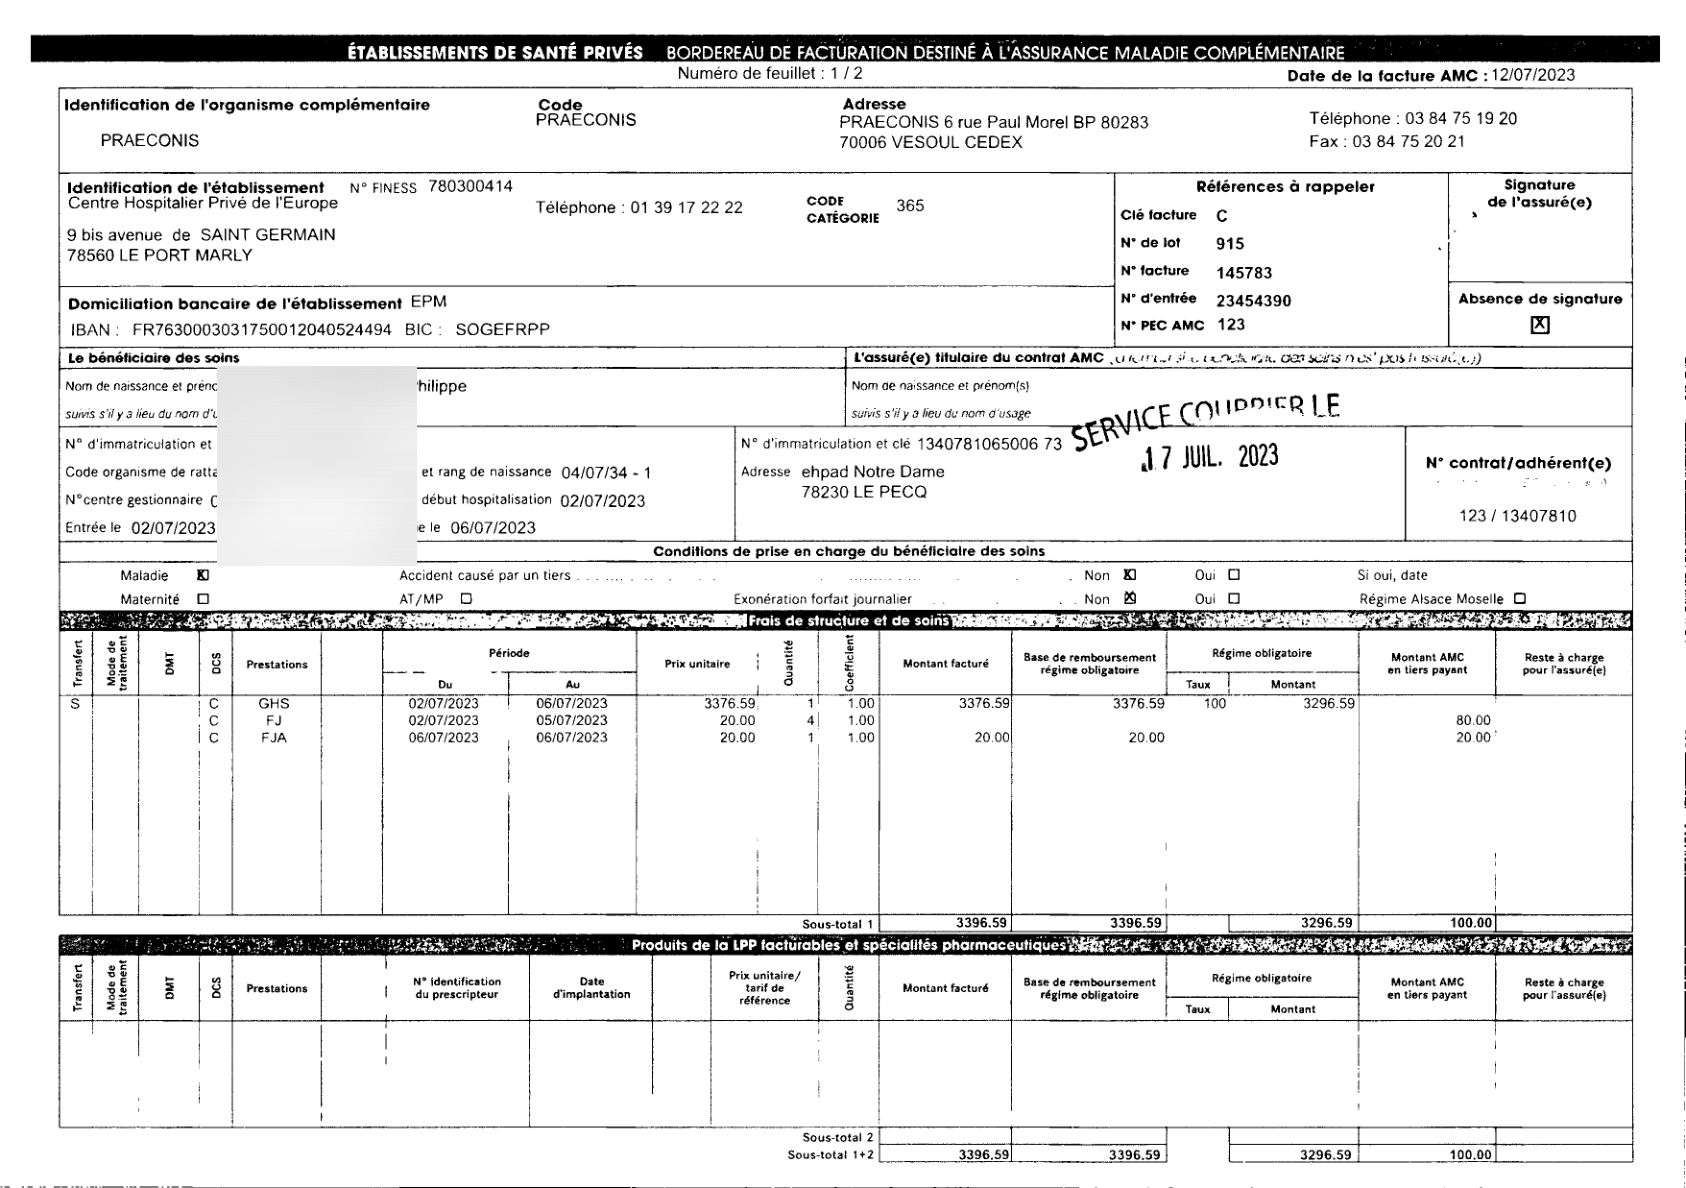 ÉTABLISSEMENTS DE SANTÉ PRIVÉS BORDEREAU DE FACTURATION DESTINÉ À L'ASSURANCE MALADIE COMPLÉMENTAIRE
Numéro de feuillet : 1 / 2
Date de la facture AMC : 12/07/2023
Identification de l'organisme complémentaire Code Adresse
PRAECONIS PRAECONIS 6 rue Paul Morel BP 80283 Téléphone : 03 84 75 19 20
PRAECONIS 70006 VESOUL CEDEX Fax : 03 84 75 20 21
Identification de l'établissement N° FINESS 780300414 Références à rappeler Signature
Centre Hospitalier Privé de l'Europe Téléphone : 01 39 17 22 22 CODE 365 de l'assuré(e)
CATÉGORIE
Clé facture C
9 bis avenue de SAINT GERMAIN
N° de lot 915
78560 LE PORT MARLY
N° facture 145783
Domiciliation bancaire de l'établissement EPM N° d'entrée 23454390 Absence de signature
IBAN : FR7630003031750012040524494 BIC : SOGEFRPP N° PEC AMC 123 X
Le bénéficiaire des soins L'assuré(e) titulaire du contrat AMC
Nom de naissance et hilippe Nom de naissance et prénom(s)
suivis s'il y a lieu du nom suivis s'il y a lieu du nom d'usage
SERVICE COURRIER LE
17 JUIL. 2023
N° d'immatriculation et N° d'immatriculation et clé 1340781065006 73
Code organisme de et rang de naissance 04/07/34 - 1 Adresse ehpad Notre Dame N° contrat/adhérent(e)
N°centre gestionnaire début hospitalisation 02/07/2023 78230 LE PECQ
123 / 13407810
Entrée le 02/07/2023 le 06/07/2023
Conditions de prise en charge du bénéficiaire des soins
Maladie X Accident causé par un tiers Non X Oui Si oui, date
Maternité AT/MP Exonération forfait journalier Non X Oui Régime Alsace Moselle
Frais de structure et de soins
Transfert Mode de traitement DMT DCS Prestations Période Prix unitaire Quantité Coefficient Montant facturé Base de remboursement régime obligatoire Régime obligatoire Montant AMC en tiers payant Reste à charge pour l'assuré(e)
Du Au Taux Montant
S C GHS 02/07/2023 06/07/2023 3376.59 1 1.00 3376.59 3376.59 100 3296.59
C FJ 02/07/2023 05/07/2023 20.00 4 1.00 80.00
C FJA 06/07/2023 06/07/2023 20.00 1 1.00 20.00 20.00 20.00
Sous-total 1 3396.59 3396.59 3296.59 100.00
Produits de la LPP facturables et spécialités pharmaceutiques
Transfert Mode de traitement DMT DCS Prestations N° identification du prescripteur Date d'implantation Prix unitaire/ tarif de référence Quantité Montant facturé Base de remboursement régime obligatoire Régime obligatoire Montant AMC en tiers payant Reste à charge pour l'assuré(e)
Taux Montant
Sous-total 2
Sous-total 1+2 3396.59 3396.59 3296.59 100.00